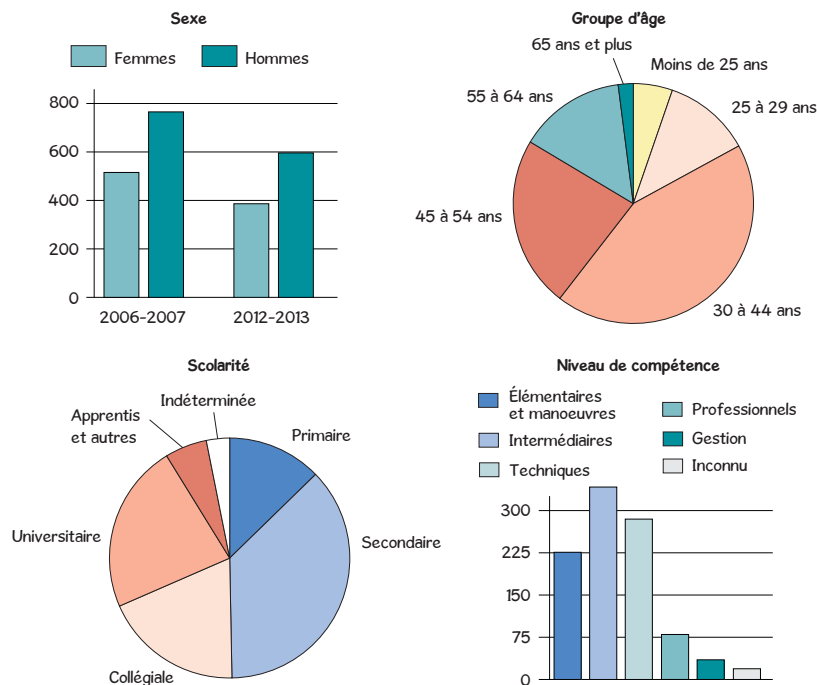 Sexe
Femmes
Hommes
800
600
400
200
0
2006-2007
2012-2013
Groupe d'âge
65 ans et plus
Moins de 25 ans
55 à 64 ans
25 à 29 ans
45 à 54 ans
30 à 44 ans
Scolarité
Indéterminée
Apprentis
et autres
Primaire
Universitaire
Secondaire
Collégiale
Niveau de compétence
Élémentaires
et manoeuvres
Intermédiaires
Techniques
Professionnels
Gestion
Inconnu
300
225
150
75
0